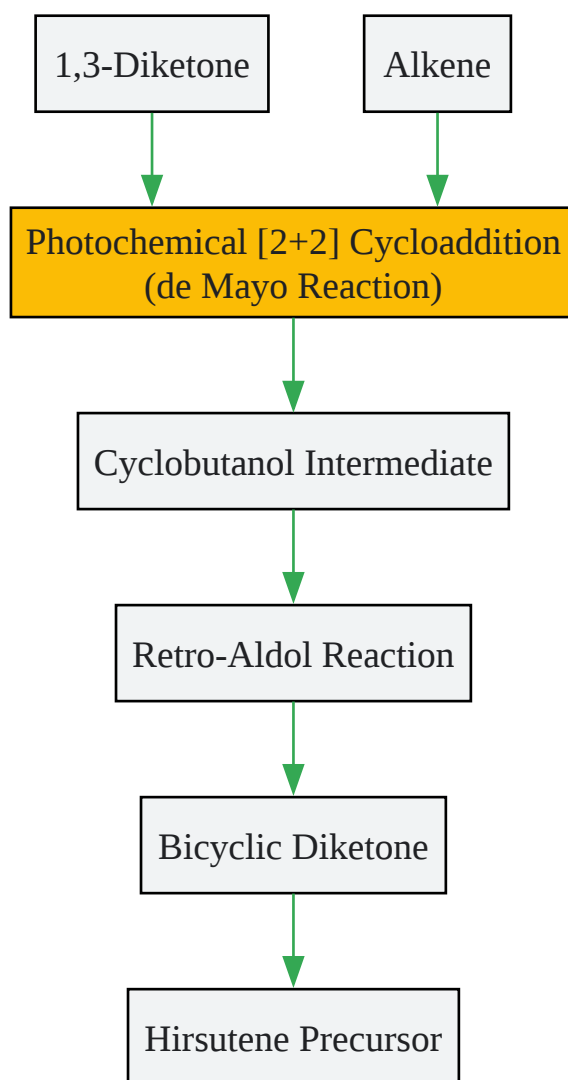 1,3-Diketone
Alkene
Photochemical [2+2] Cycloaddition
(de Mayo Reaction)
Cyclobutanol Intermediate
Retro-Aldol Reaction
Bicyclic Diketone
Hirsutene Precursor